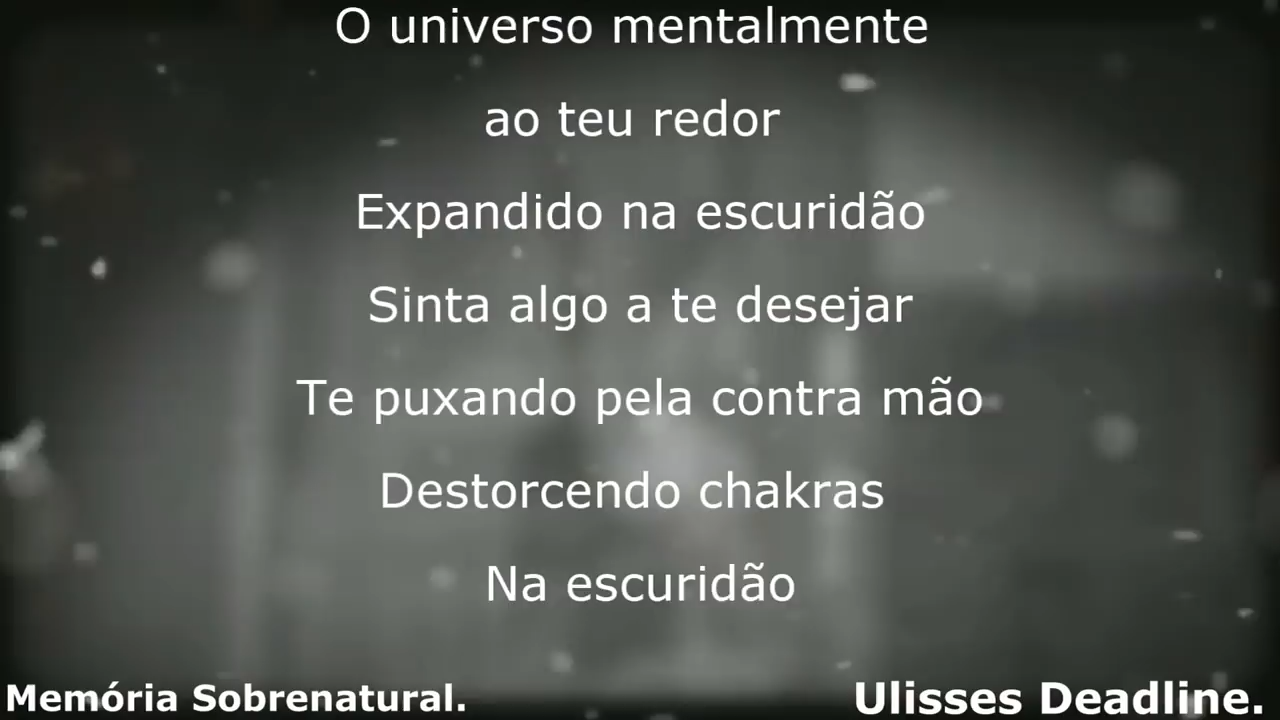 O universo mentalmente
ao teu redor
Expandido na escuridão
Sinta algo a te desejar
Te puxando pela contra mão
Destorcendo chakras
Na escuridão
Memória Sobrenatural.
Ulisses Deadline.